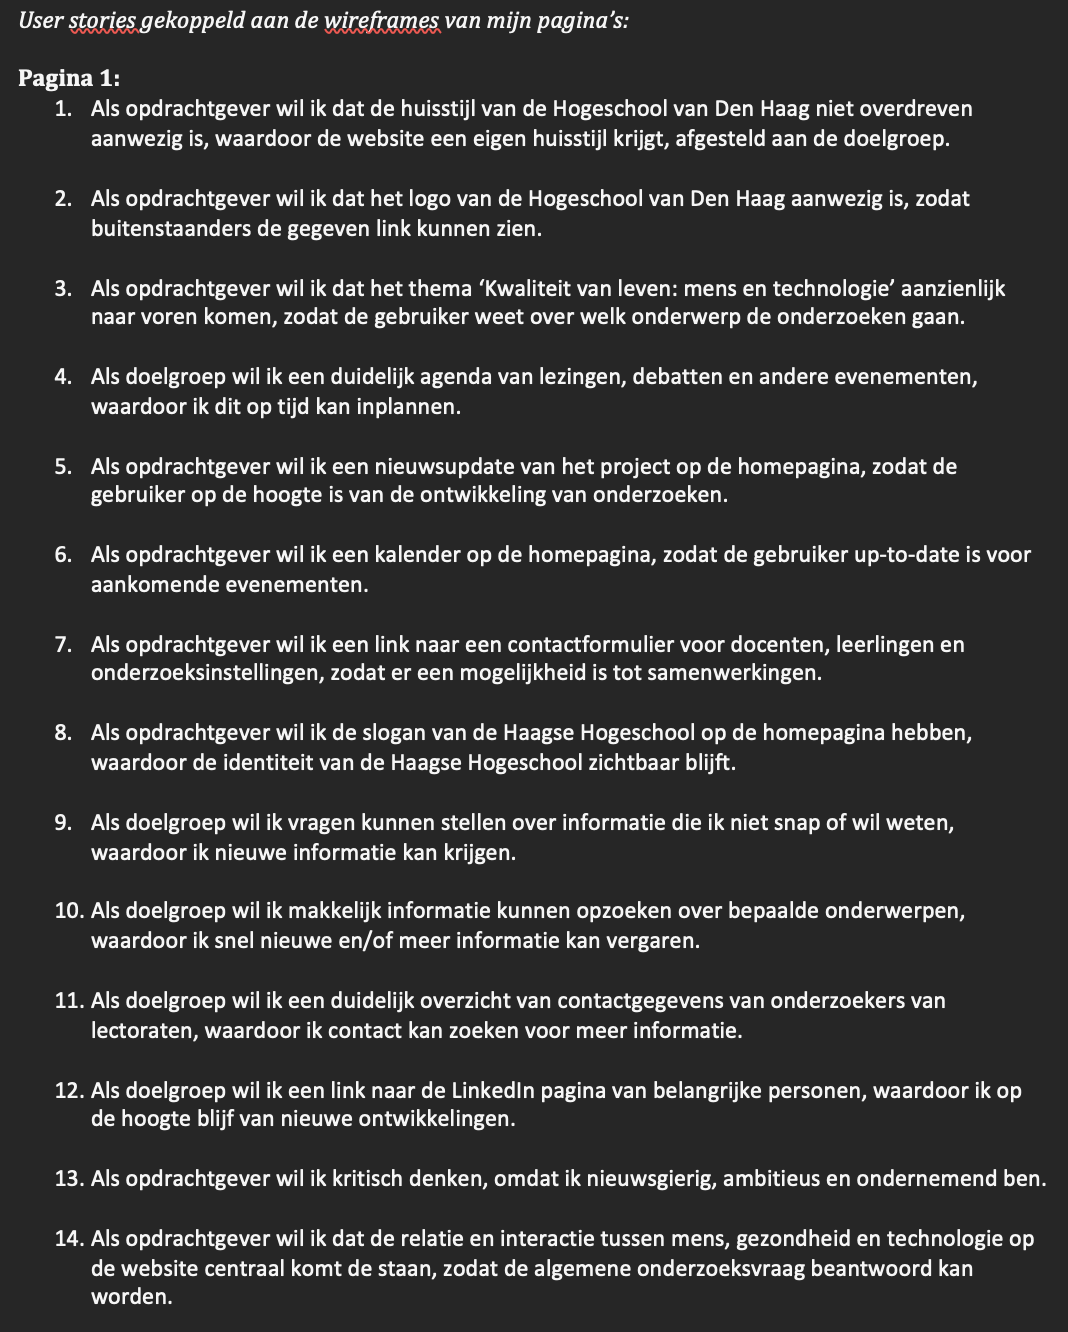 User stories gekoppeld aan de wireframes van mijn pagina’s:
Pagina 1:
1. Als opdrachtgever wil ik dat de huisstijl van de Hogeschool van Den Haag niet overdreven
aanwezig is, waardoor de website een eigen huisstijl krijgt, afgesteld aan de doelgroep.
2. Als opdrachtgever wil ik dat het logo van de Hogeschool van Den Haag aanwezig is, zodat
buitenstaanders de gegeven link kunnen zien.
3. Als opdrachtgever wil ik dat het thema ‘Kwaliteit van leven: mens en technologie’ aanzienlijk
naar voren komen, zodat de gebruiker weet over welk onderwerp de onderzoeken gaan.
4. Als doelgroep wil ik een duidelijk agenda van lezingen, debatten en andere evenementen,
waardoor ik dit op tijd kan inplannen.
5. Als opdrachtgever wil ik een nieuwsupdate van het project op de homepagina, zodat de
gebruiker op de hoogte is van de ontwikkeling van onderzoeken.
6. Als opdrachtgever wil ik een kalender op de homepagina, zodat de gebruiker up-to-date is voor
aankomende evenementen.
7. Als opdrachtgever wil ik een link naar een contactformulier voor docenten, leerlingen en
onderzoeksinstellingen, zodat er een mogelijkheid is tot samenwerkingen.
8. Als opdrachtgever wil ik de slogan van de Haagse Hogeschool op de homepagina hebben,
waardoor de identiteit van de Haagse Hogeschool zichtbaar blijft.
9. Als doelgroep wil ik vragen kunnen stellen over informatie die ik niet snap of wil weten,
waardoor ik nieuwe informatie kan krijgen.
10. Als doelgroep wil ik makkelijk informatie kunnen opzoeken over bepaalde onderwerpen,
waardoor ik snel nieuwe en/of meer informatie kan vergaren.
11. Als doelgroep wil ik een duidelijk overzicht van contactgegevens van onderzoekers van
lectoraten, waardoor ik contact kan zoeken voor meer informatie.
12. Als doelgroep wil ik een link naar de LinkedIn pagina van belangrijke personen, waardoor ik op
de hoogte blijf van nieuwe ontwikkelingen.
13. Als opdrachtgever wil ik kritisch denken, omdat ik nieuwsgierig, ambitieus en ondernemend ben.
14. Als opdrachtgever wil ik dat de relatie en interactie tussen mens, gezondheid en technologie op
de website centraal komt de staan, zodat de algemene onderzoeksvraag beantwoord kan
worden.